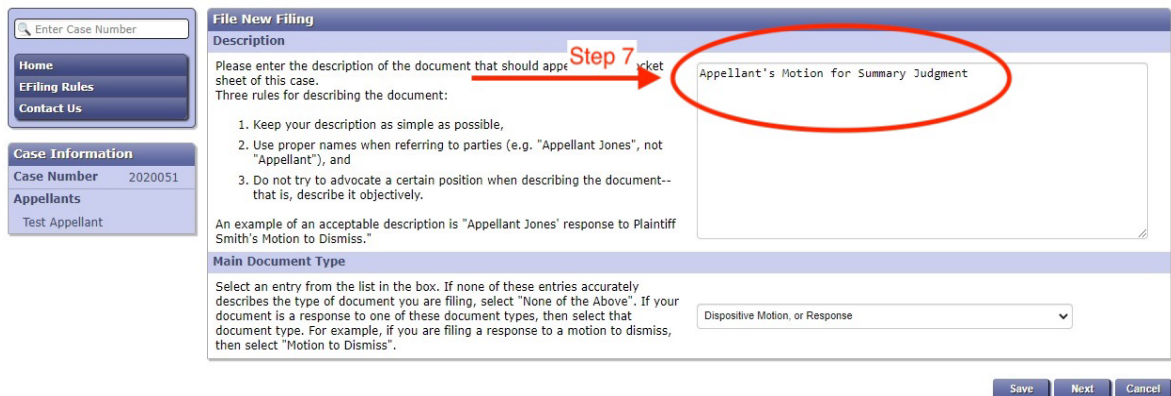 Enter Case Number
Home
EFiling Rules
Contact Us
Case Information
Case Number 2020051
Appellants
Test Appellant
File New Filing
Description
Please enter the description of the document that should appe Step 7 cket
sheet of this case.
Three rules for describing the document:
1. Keep your description as simple as possible,
2. Use proper names when referring to parties (e.g. "Appellant Jones", not
"Appellant"), and
3. Do not try to advocate a certain position when describing the document--
that is, describe it objectively.
An example of an acceptable description is "Appellant Jones' response to Plaintiff
Smith's Motion to Dismiss."
Appellant's Motion for Summary Judgment
Main Document Type
Select an entry from the list in the box. If none of these entries accurately
describes the type of document you are filing, select "None of the Above". If your
document is a response to one of these document types, then select that
document type. For example, if you are filing a response to a motion to dismiss,
then select "Motion to Dismiss".
Dispositive Motion, or Response
Save Next Cancel